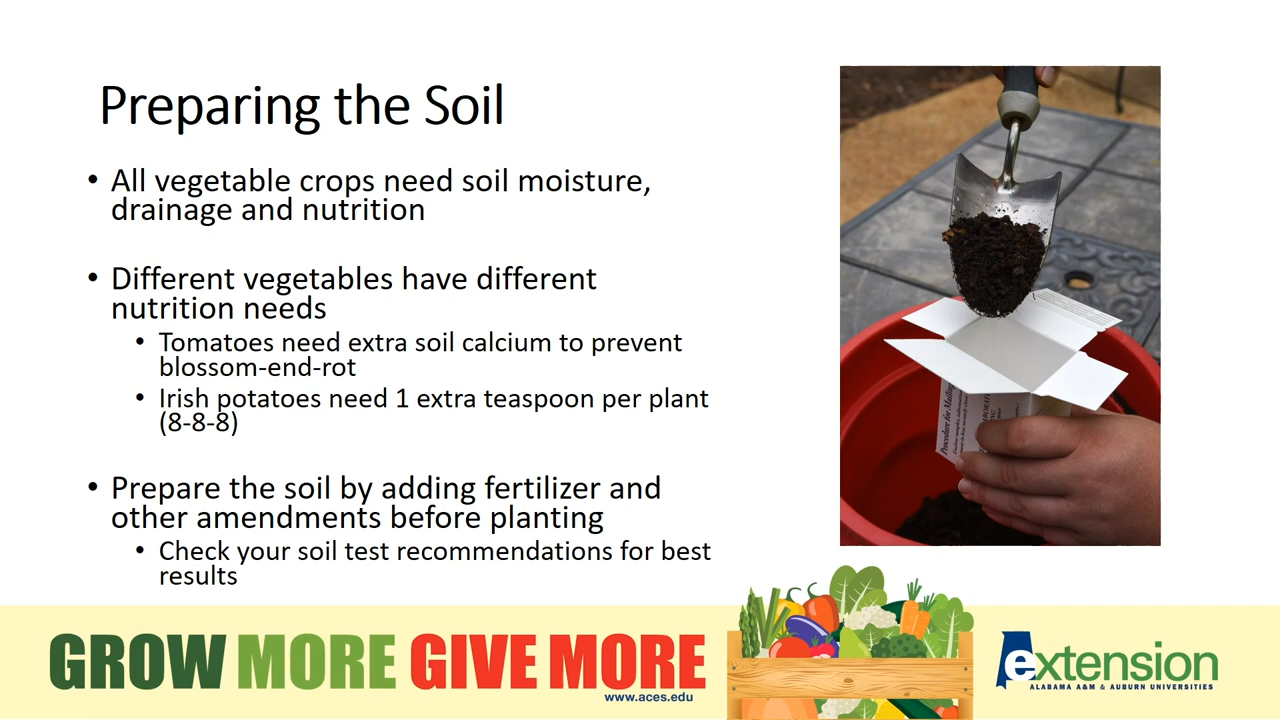 Preparing the Soil
• All vegetable crops need soil moisture,
drainage and nutrition
• Different vegetables have different
nutrition needs
• Tomatoes need extra soil calcium to prevent
blossom-end-rot
• Irish potatoes need 1 extra teaspoon per plant
(8-8-8)
• Prepare the soil by adding fertilizer and
other amendments before planting
• Check your soil test recommendations for best
results
Procedure for Mailing
GROW MORE GIVE MORE
www.aces.edu
extension
ALABAMA A&M & AUBURN UNIVERSITIES